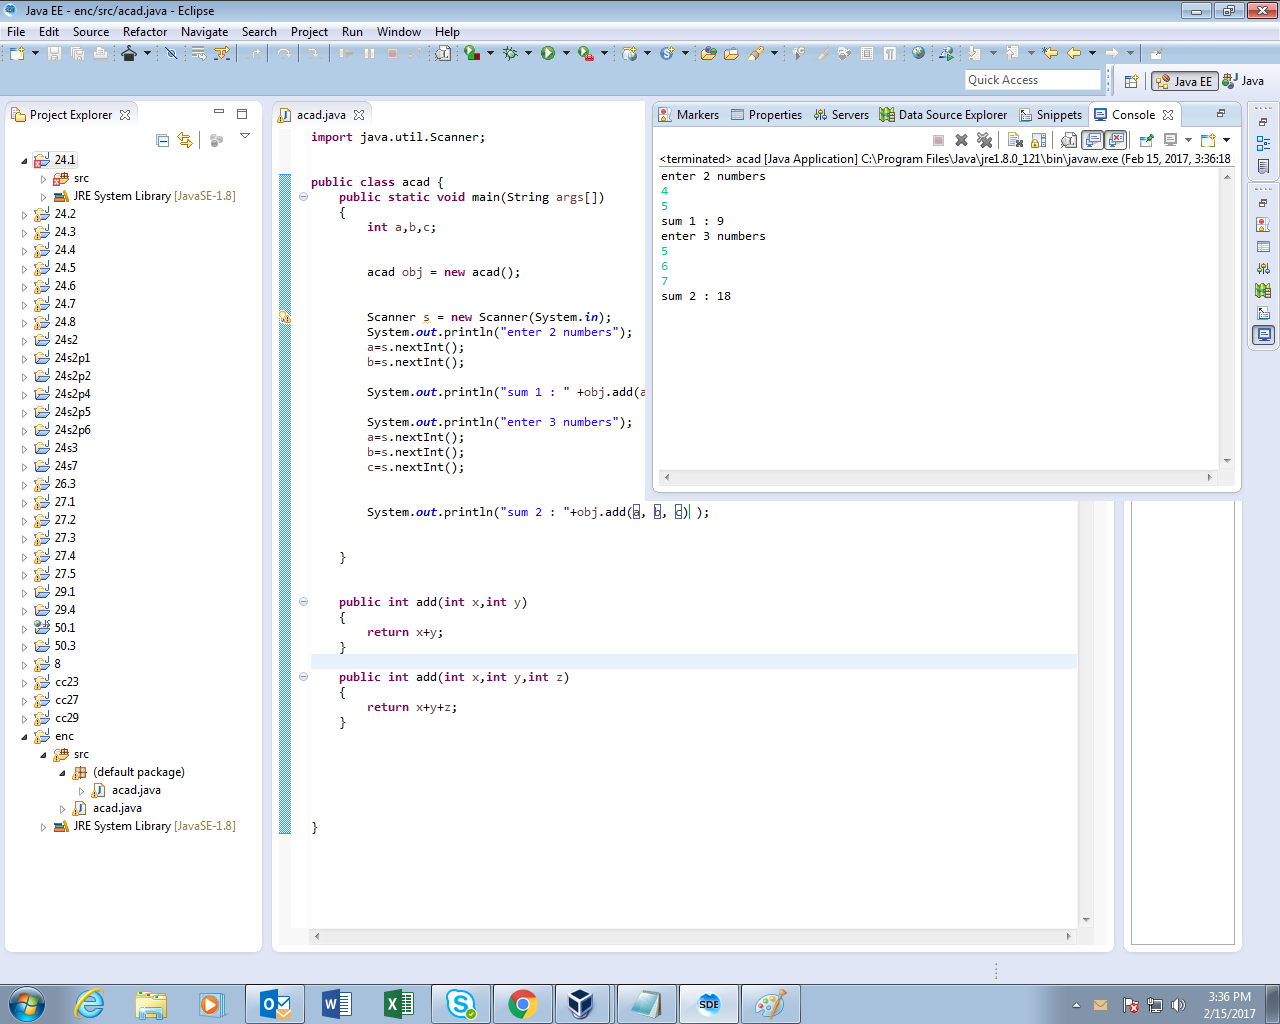 Java EE - enc/src/acad.java - Eclipse
File Edit Source Refactor Navigate Search Project Run Window Help
Quick Access
Java EE
Java
Project Explorer
24.1
src
JRE System Library [JavaSE-1.8]
24.2
24.3
24.4
24.5
24.6
24.7
24.8
24s2
24s2p1
24s2p2
24s2p4
24s2p5
24s2p6
24s3
24s7
26.3
27.1
27.2
27.3
27.4
27.5
29.1
29.4
50.1
50.3
8
cc23
cc27
cc29
enc
src
(default package)
acad.java
acad.java
JRE System Library [JavaSE-1.8]
acad.java
import java.util.Scanner;
public class acad {
public static void main(String args[])
{
int a,b,c;
acad obj = new acad();
Scanner s = new Scanner(System.in);
System.out.println("enter 2 numbers");
a=s.nextInt();
b=s.nextInt();
System.out.println("sum 1 : " +obj.add(a
System.out.println("enter 3 numbers");
a=s.nextInt();
b=s.nextInt();
c=s.nextInt();
System.out.println("sum 2 : "+obj.add(a, b, c) );
}
public int add(int x,int y)
{
return x+y;
}
public int add(int x,int y,int z)
{
return x+y+z;
}
}
Markers Properties Servers Data Source Explorer Snippets Console
<terminated> acad [Java Application] C:\Program Files\Java\jre1.8.0_121\bin\javaw.exe (Feb 15, 2017, 3:36:18
enter 2 numbers
4
5
sum 1 : 9
enter 3 numbers
5
6
7
sum 2 : 18
SDE
3:36 PM
2/15/2017